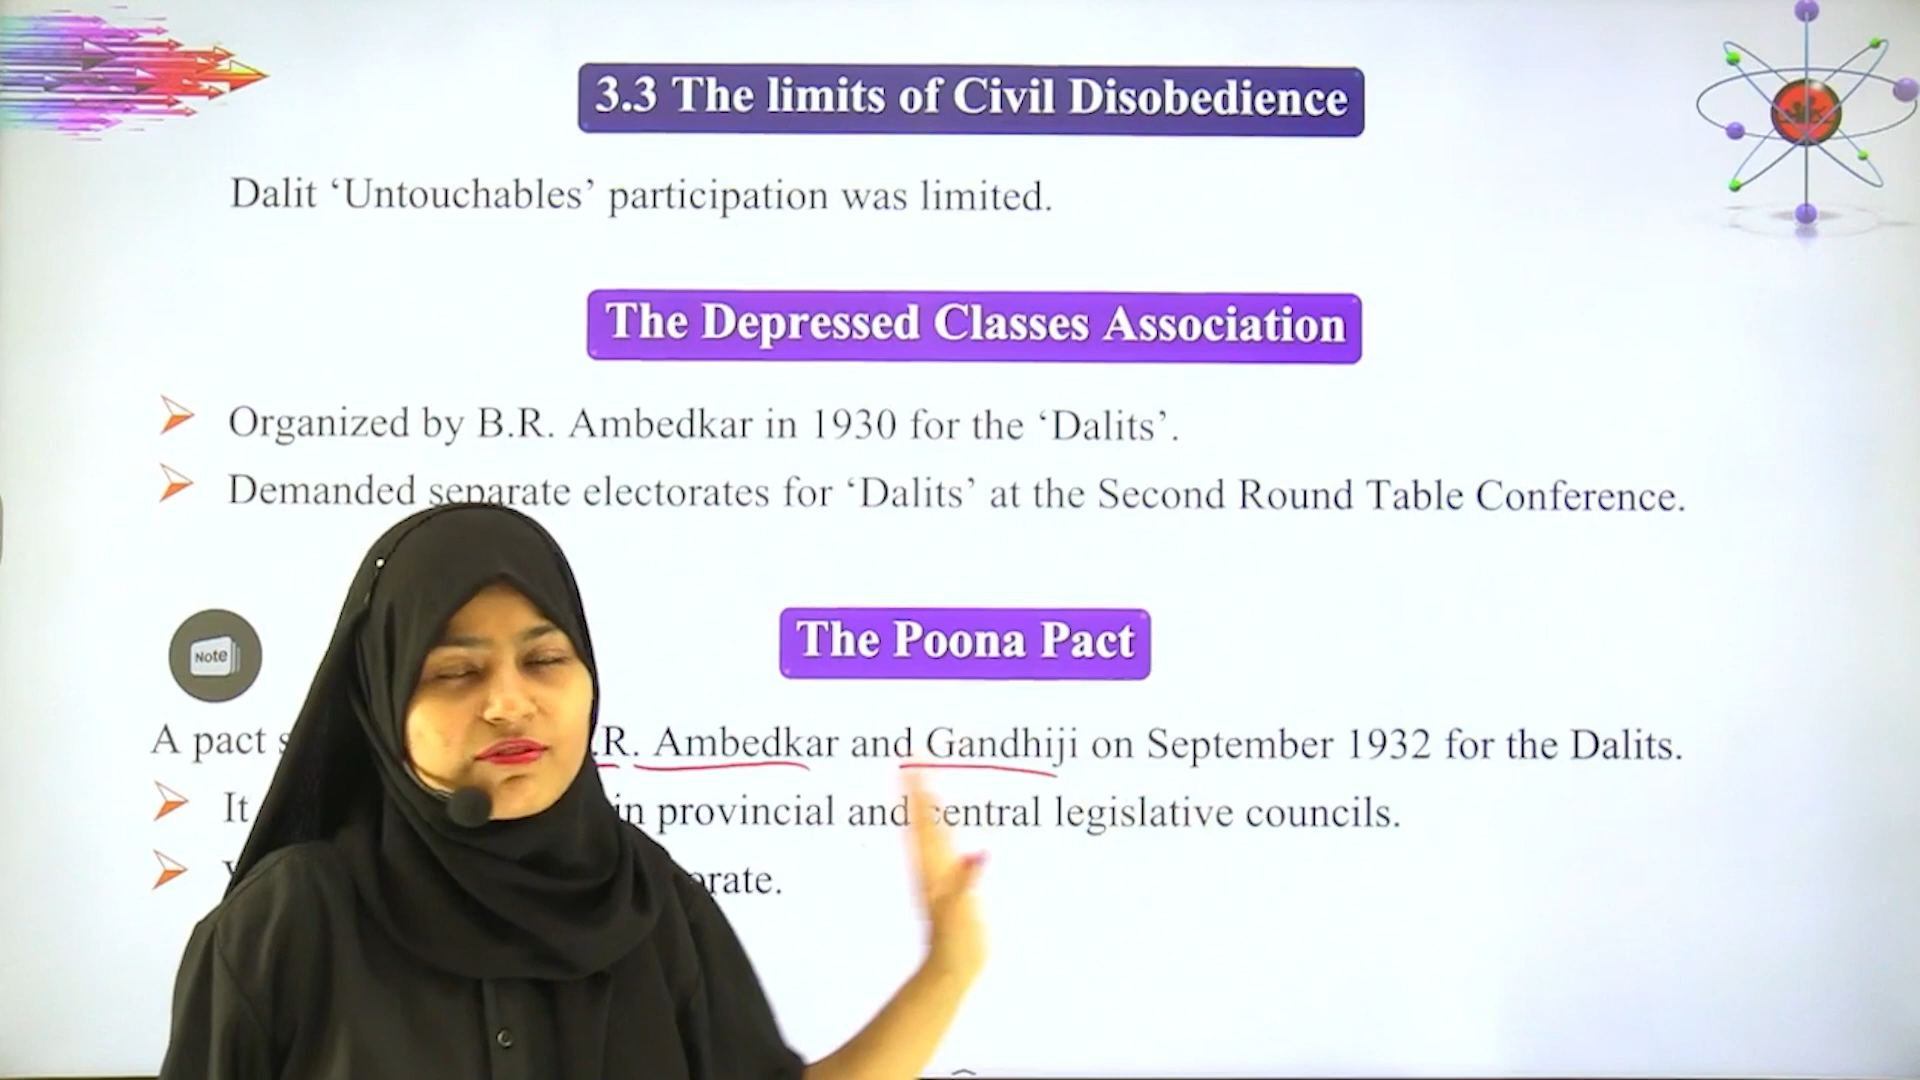 3.3 The limits of Civil Disobedience
Dalit ‘Untouchables’ participation was limited.
The Depressed Classes Association
Organized by B.R. Ambedkar in 1930 for the ‘Dalits’.
Demanded separate electorates for ‘Dalits’ at the Second Round Table Conference.
Note
The Poona Pact
A pact .R. Ambedkar and Gandhiji on September 1932 for the Dalits.
It in provincial and central legislative councils.